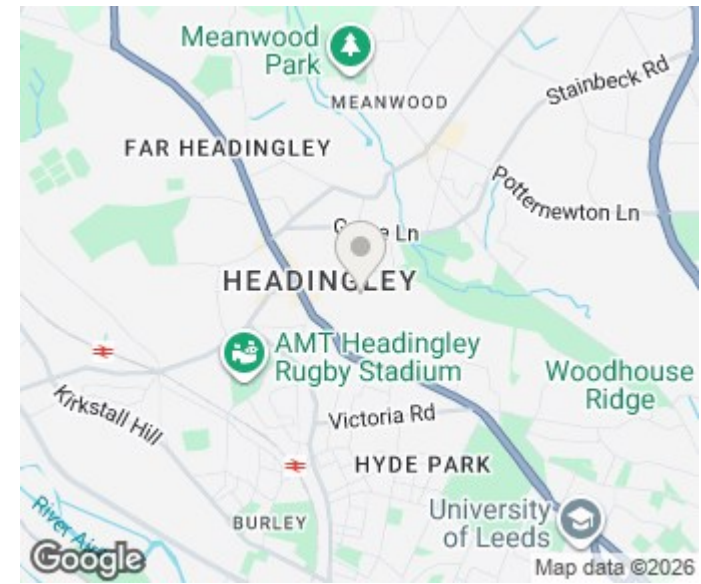 Meanwood
Park
MEANWOOD
Stainbeck Rd
FAR HEADINGLEY
Potternewton Ln
Ln
HEADINGLEY
AMT Headingley
Rugby Stadium
Woodhouse
Ridge
Kirkstall Hill
Victoria Rd
HYDE PARK
University
of Leeds
BURLEY
River
Google
Map data ©2026